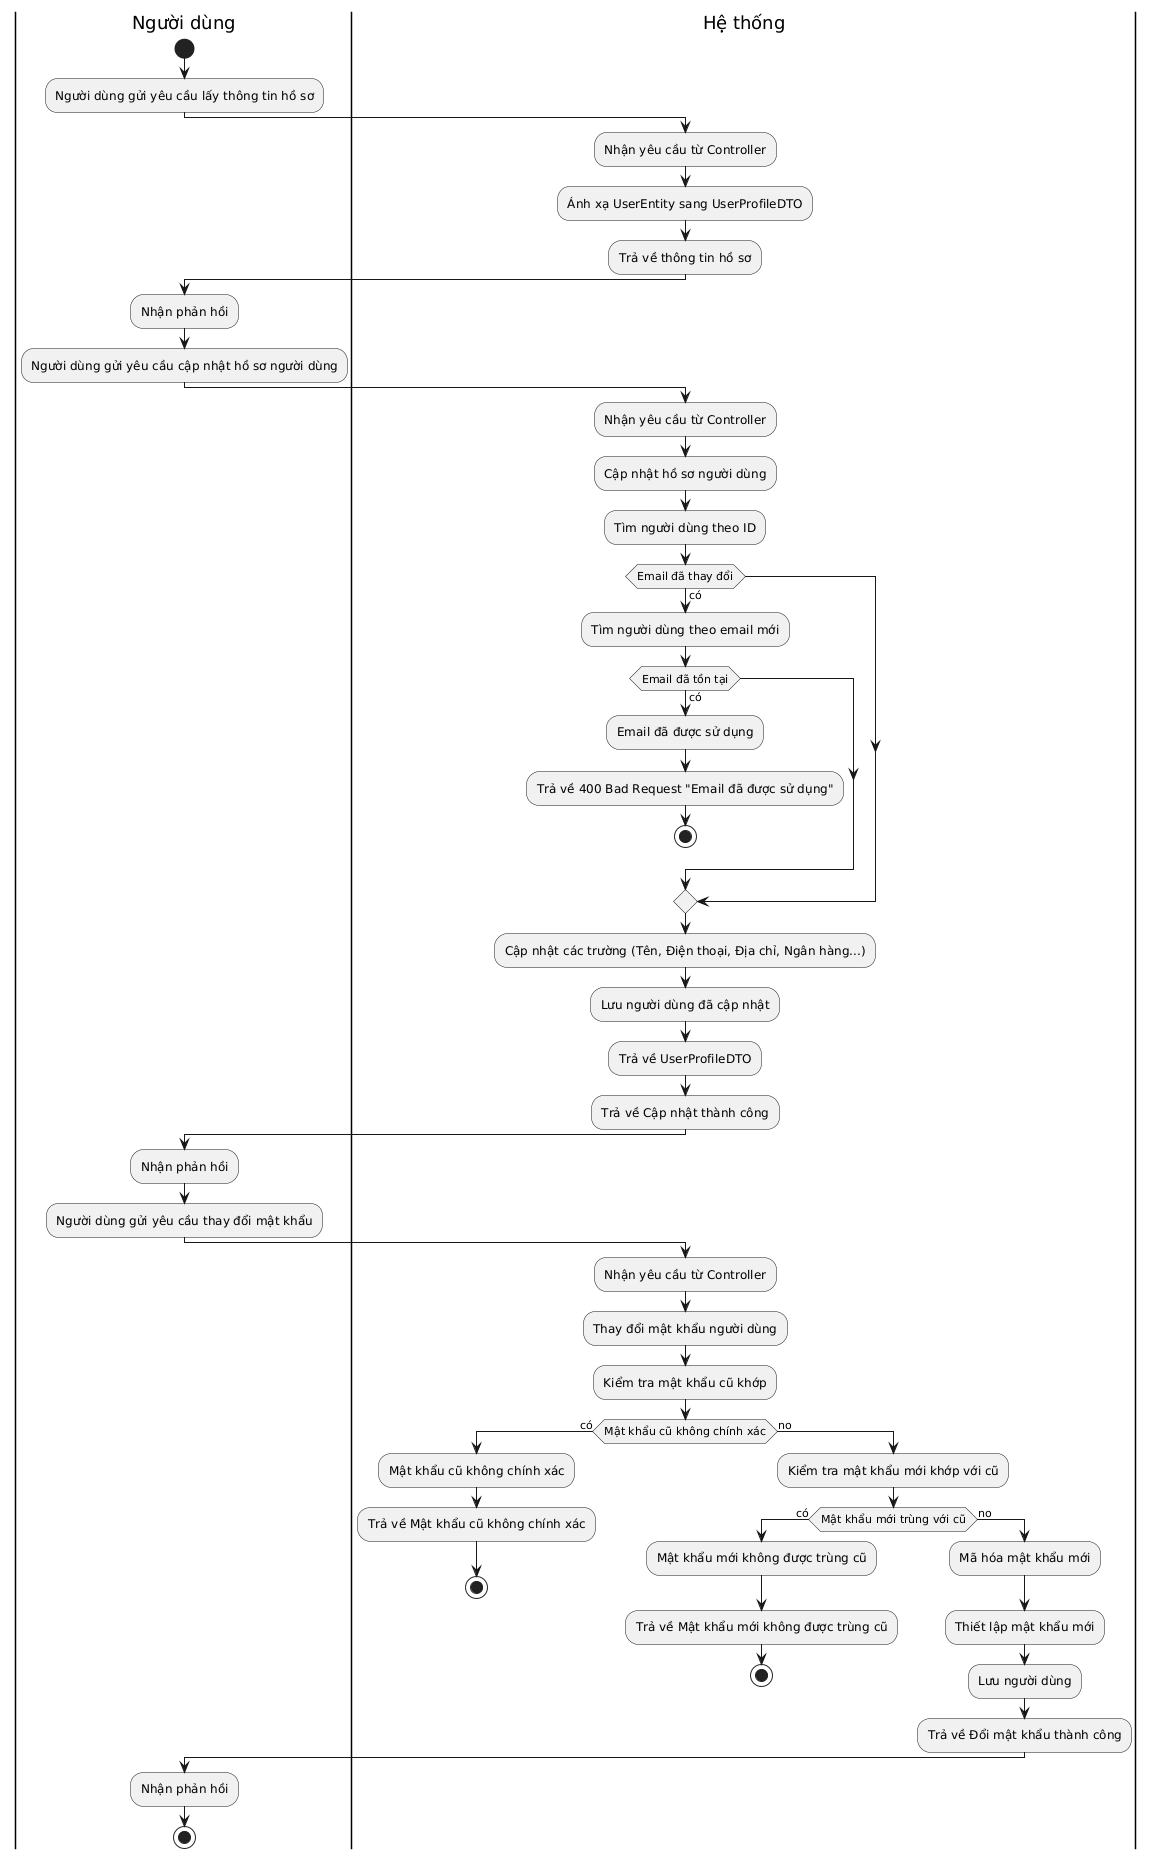 Người dùng
Hệ thống
Người dùng gửi yêu cầu lấy thông tin hồ sơ
Nhận yêu cầu từ Controller
Ánh xạ UserEntity sang UserProfileDTO
Trả về thông tin hồ sơ
Nhận phản hồi
Người dùng gửi yêu cầu cập nhật hồ sơ người dùng
Nhận yêu cầu từ Controller
Cập nhật hồ sơ người dùng
Tìm người dùng theo ID
Email đã thay đổi
có
Tìm người dùng theo email mới
Email đã tồn tại
có
Email đã được sử dụng
Trả về 400 Bad Request "Email đã được sử dụng"
Cập nhật các trường (Tên, Điện thoại, Địa chỉ, Ngân hàng...)
Lưu người dùng đã cập nhật
Trả về UserProfileDTO
Trả về Cập nhật thành công
Nhận phản hồi
Người dùng gửi yêu cầu thay đổi mật khẩu
Nhận yêu cầu từ Controller
Thay đổi mật khẩu người dùng
Kiểm tra mật khẩu cũ khớp
có
Mật khẩu cũ không chính xác
no
Mật khẩu cũ không chính xác
Kiểm tra mật khẩu mới khớp với cũ
Trả về Mật khẩu cũ không chính xác
có
Mật khẩu mới trùng với cũ
no
Mật khẩu mới không được trùng cũ
Mã hóa mật khẩu mới
Trả về Mật khẩu mới không được trùng cũ
Thiết lập mật khẩu mới
Lưu người dùng
Trả về Đổi mật khẩu thành công
Nhận phản hồi